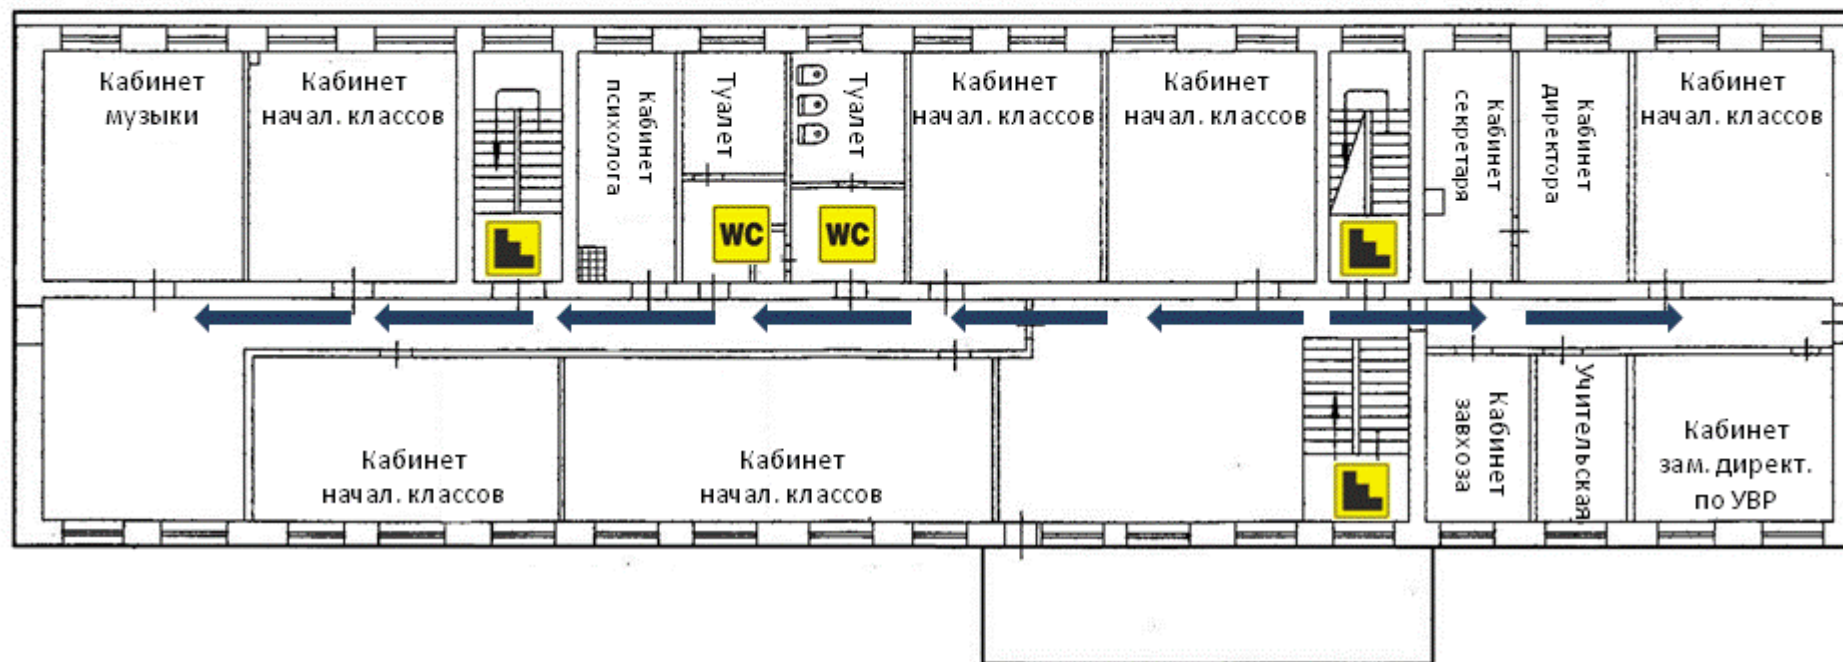 Кабинет
музыки
Кабинет
начал. классов
Кабинет
психолога
Туалет
Туалет
Кабинет
начал. классов
Кабинет
начал. классов
Кабинет
секретаря
Кабинет
директора
Кабинет
начал. классов
WC
WC
Кабинет
начал. классов
Кабинет
начал. классов
Кабинет
завхоза
Учительская
Кабинет
зам. директ.
по УВР